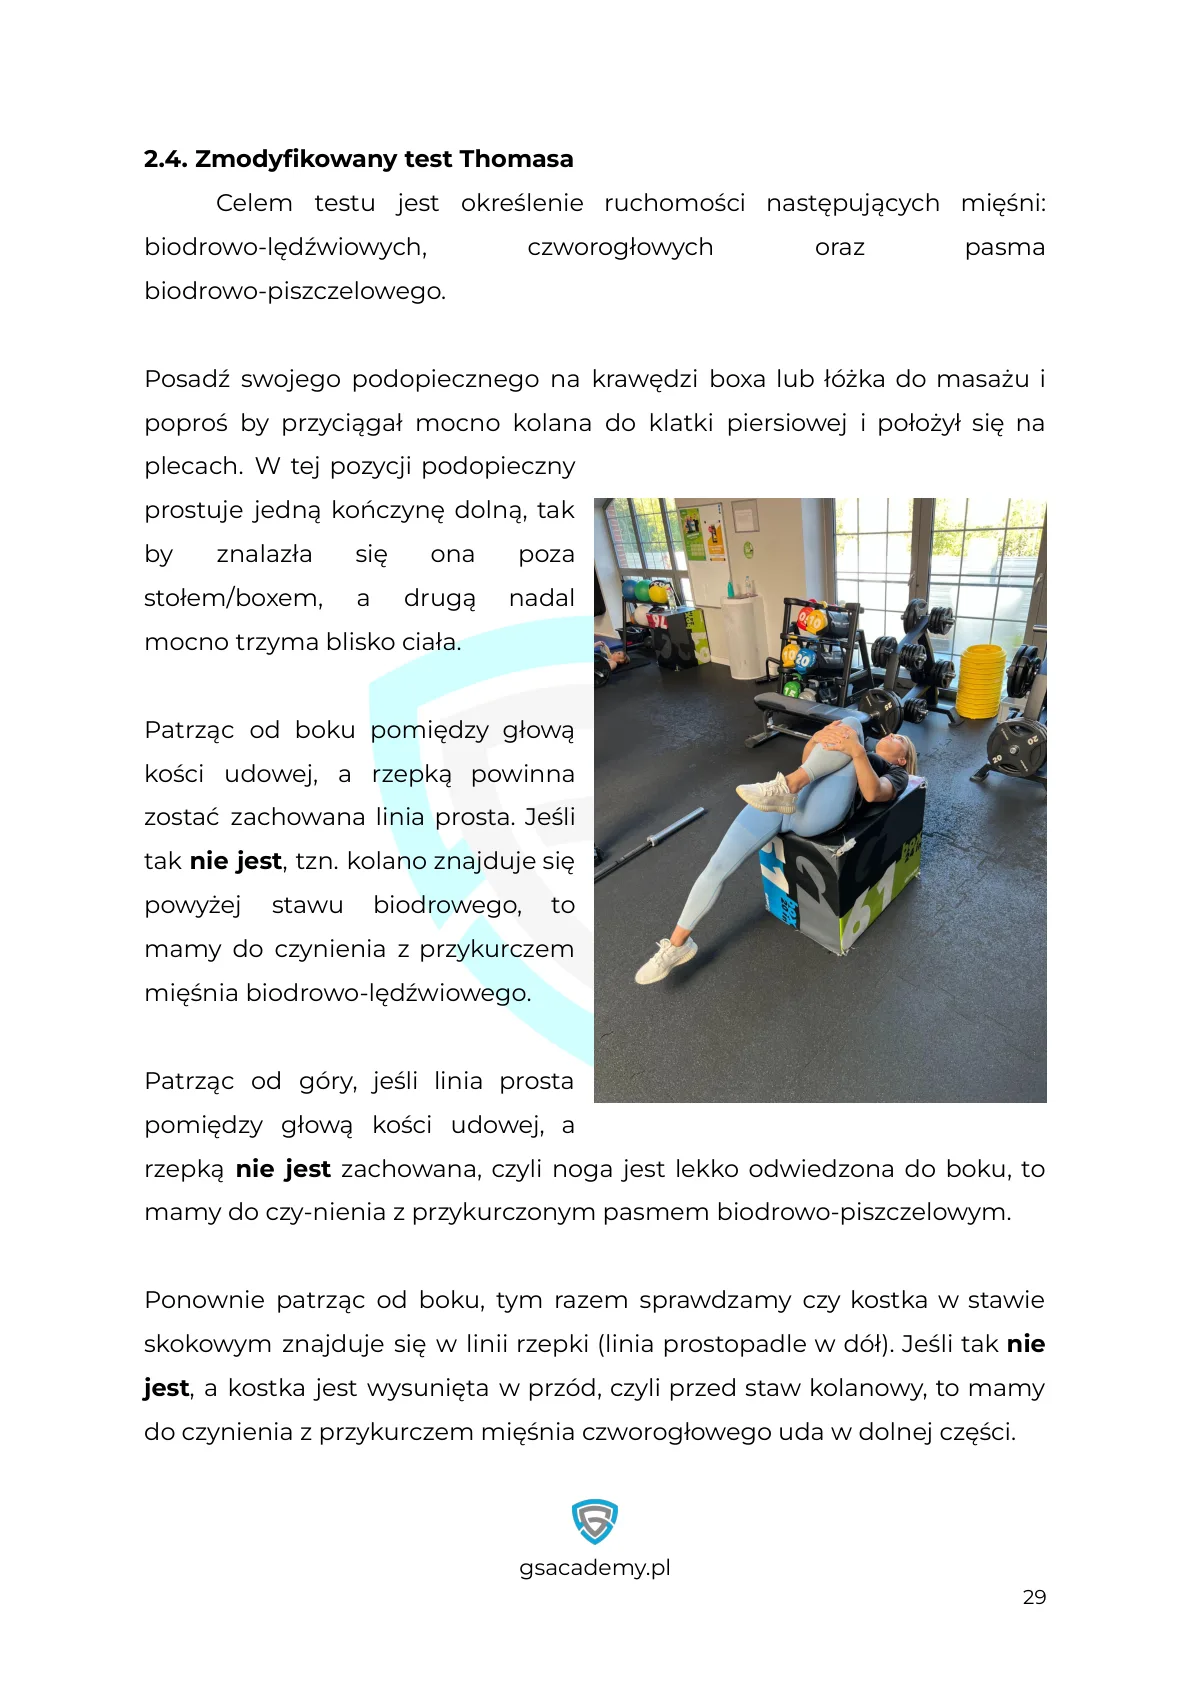 2.4. Zmodyfikowany test Thomasa
Celem testu jest określenie ruchomości następujących mięśni:
biodrowo-lędźwiowych, czworogłowych oraz pasma
biodrowo-piszczelowego.
Posadź swojego podopiecznego na krawędzi boxa lub łóżka do masażu i
poproś by przyciągał mocno kolana do klatki piersiowej i położył się na
plecach. W tej pozycji podopieczny
prostuje jedną kończynę dolną, tak
by znalazła się ona poza
stołem/boxem, a drugą nadal
mocno trzyma blisko ciała.
Patrząc od boku pomiędzy głową
kości udowej, a rzepką powinna
zostać zachowana linia prosta. Jeśli
tak nie jest, tzn. kolano znajduje się
powyżej stawu biodrowego, to
mamy do czynienia z przykurczem
mięśnia biodrowo-lędźwiowego.
Patrząc od góry, jeśli linia prosta
pomiędzy głową kości udowej, a
rzepką nie jest zachowana, czyli noga jest lekko odwiedzona do boku, to
mamy do czy-nienia z przykurczonym pasmem biodrowo-piszczelowym.
Ponownie patrząc od boku, tym razem sprawdzamy czy kostka w stawie
skokowym znajduje się w linii rzepki (linia prostopadle w dół). Jeśli tak nie
jest, a kostka jest wysunięta w przód, czyli przed staw kolanowy, to mamy
do czynienia z przykurczem mięśnia czworogłowego uda w dolnej części.
gsacademy.pl
29